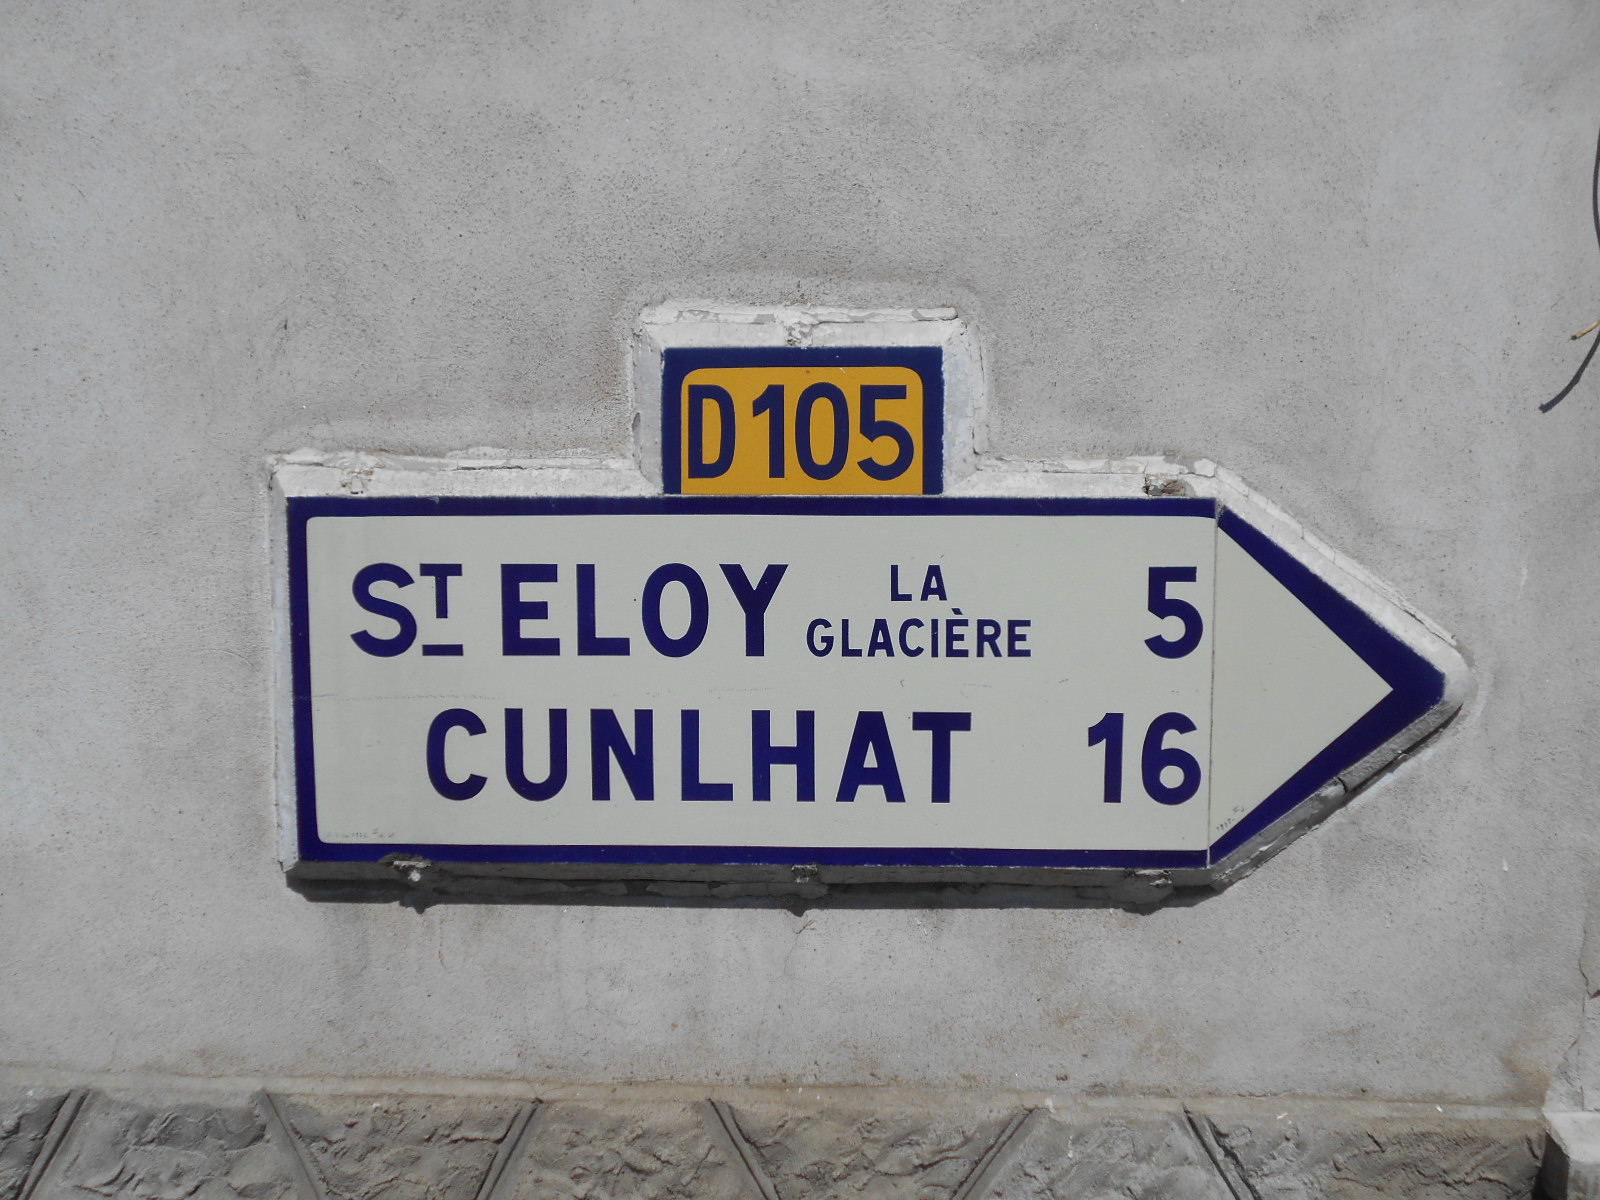 D105
ST ELOY LA GLACIÈRE 5
CUNLHAT 16